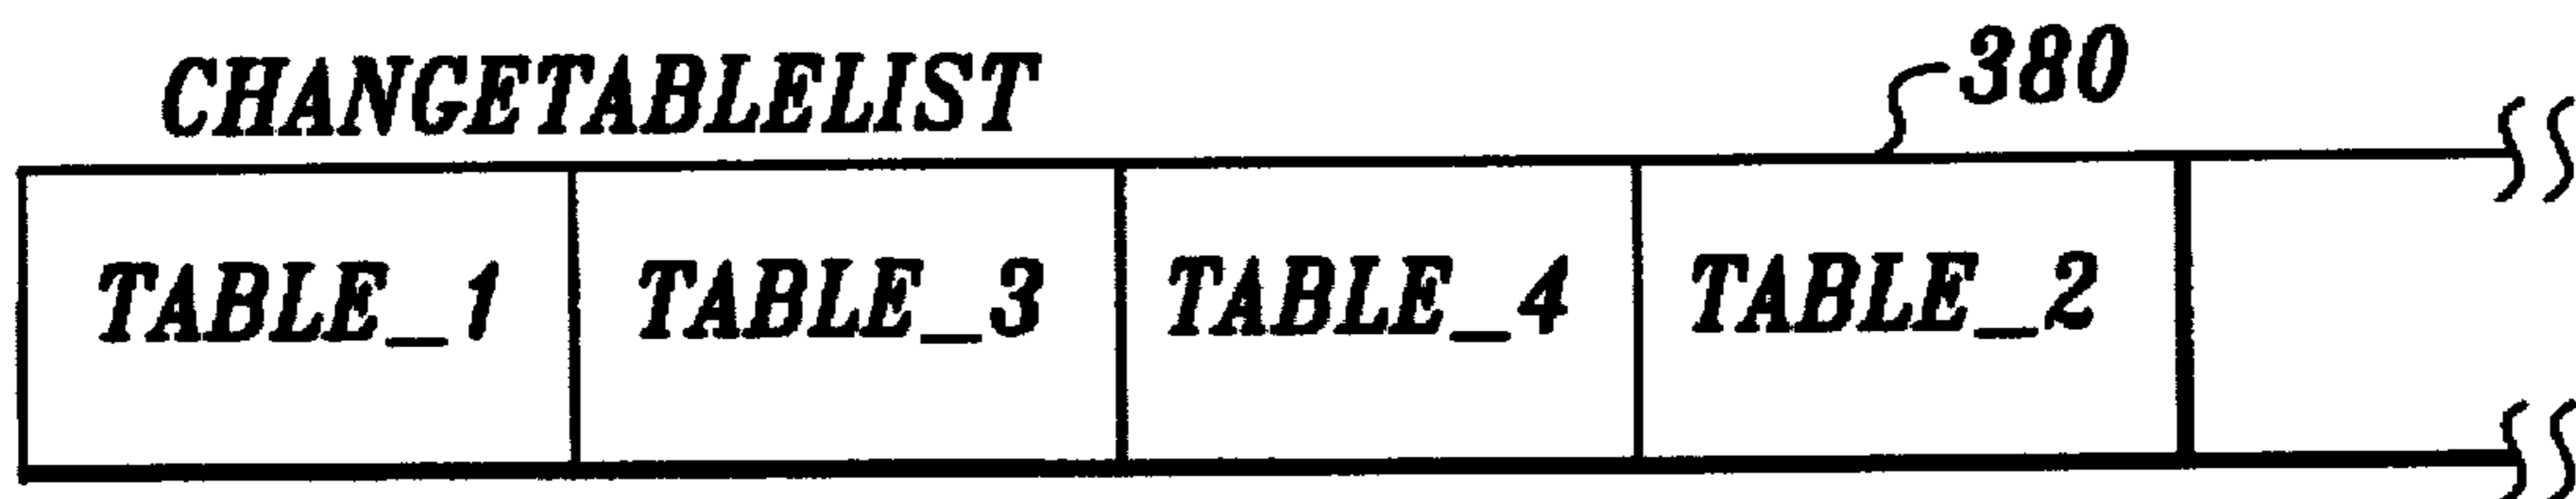 CHANGETABLELIST 380
TABLE_1 TABLE_3 TABLE_4 TABLE_2